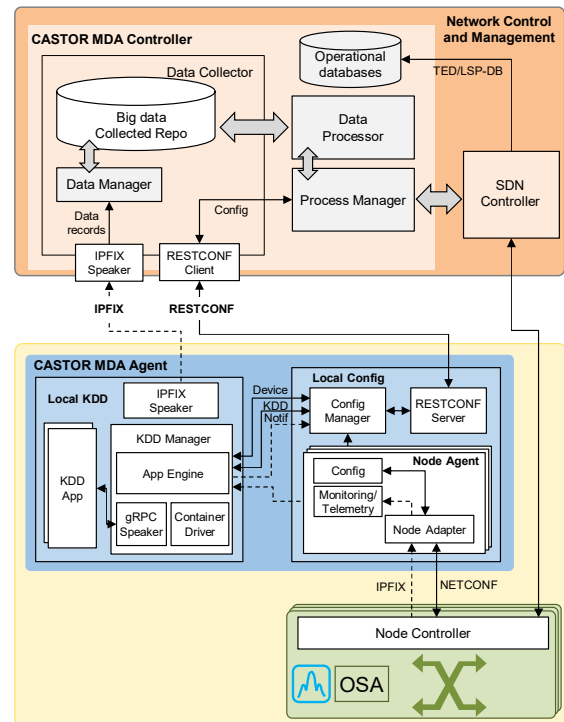 Network Control
and Management
CASTOR MDA Controller
Data Collector
Operational
databases
TED/LSP-DB
Big data
Collected Repo
Data
Processor
Data Manager
Process Manager
SDN
Controller
Data
records
Config
IPFIX
Speaker
RESTCONF
Client
IPFIX
RESTCONF
CASTOR MDA Agent
Local KDD
IPFIX
Speaker
Device
KDD
Notif
Local Config
Config
Manager
RESTCONF
Server
KDD Manager
App Engine
KDD
App
gRPC
Speaker
Container
Driver
Node Agent
Config
Monitoring/
Telemetry
Node Adapter
IPFIX
NETCONF
Node Controller
OSA